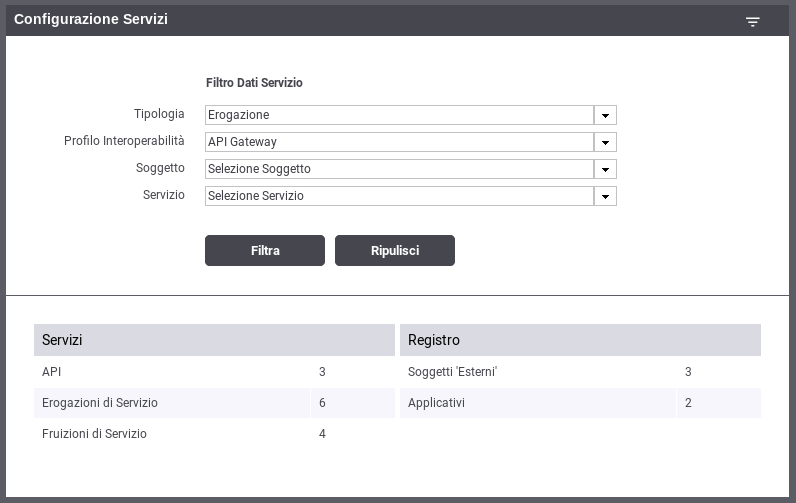 Configurazione Servizi
Filtro Dati Servizio
Tipologia Erogazione
Profilo Interoperabilità API Gateway
Soggetto Selezione Soggetto
Servizio Selezione Servizio
Filtra Ripulisci
Servizi Registro
API 3 Soggetti 'Esterni' 3
Erogazioni di Servizio 6 Applicativi 2
Fruizioni di Servizio 4